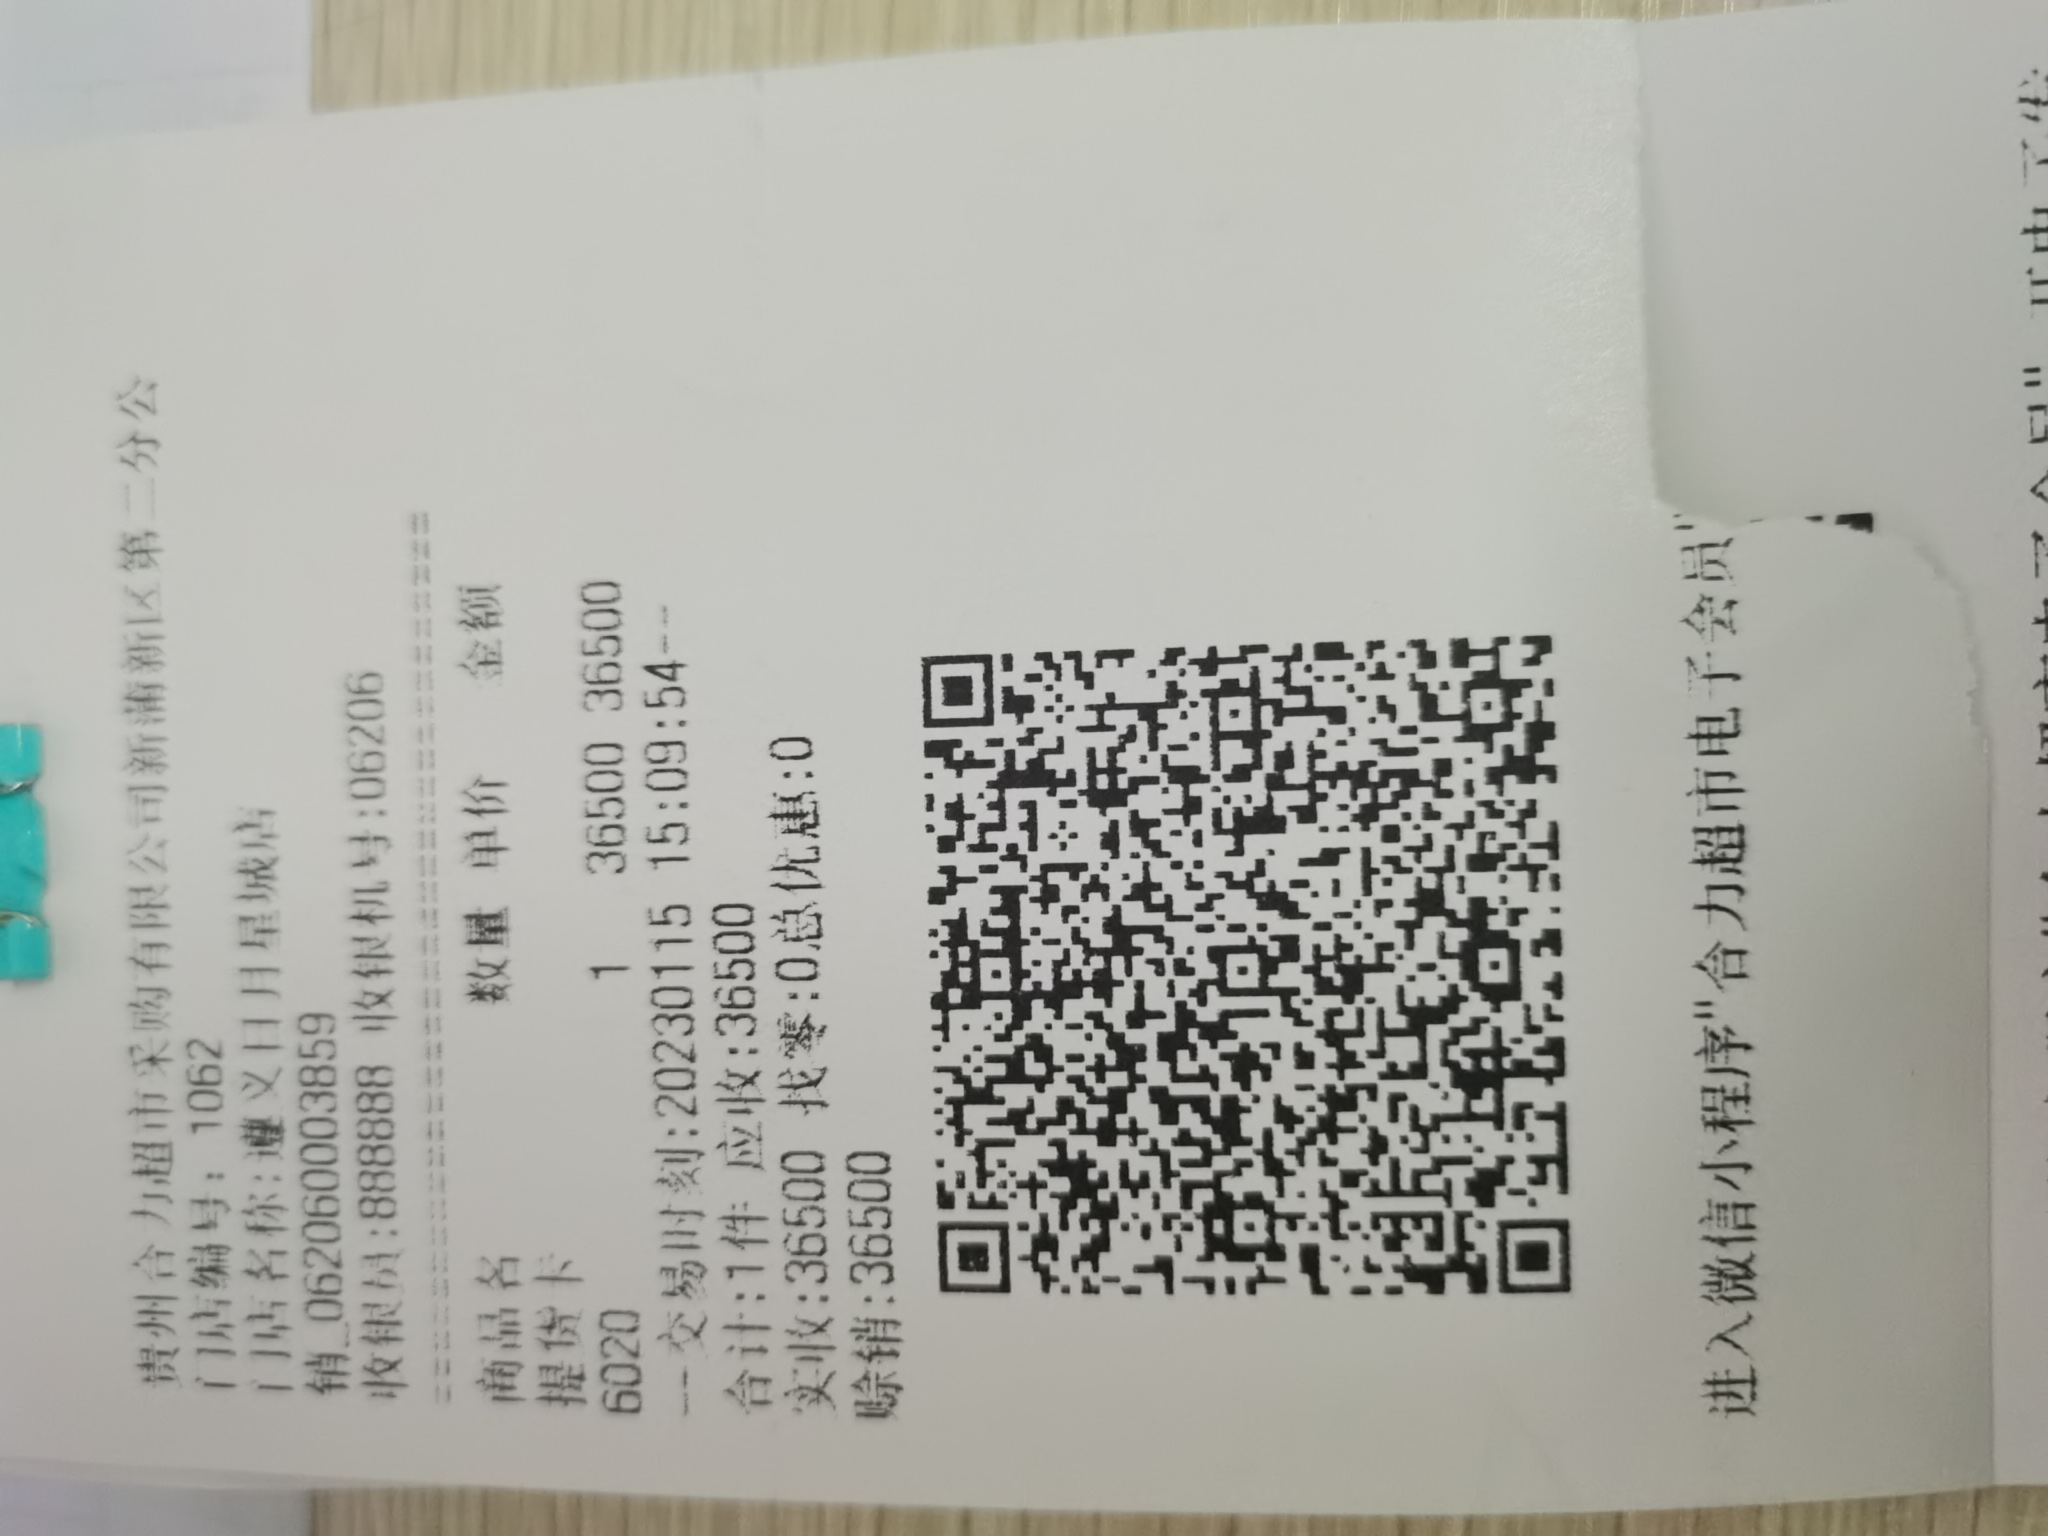 贵州合力超市采购有限公司新蒲新区第二分公
门店编号: 1062
门店名称:遵义日月星城店
销_0620600038859
收银员:888888 收银机号:06206
商品名 数量 单价 金额
提货卡
6020 1 36500 36500
--交易时刻:20230115 15:09:54--
合计:1件 应收:36500
实收:36500 找零:0总优惠:0
赊销:36500
进入微信小程序"合力超市电子会员"